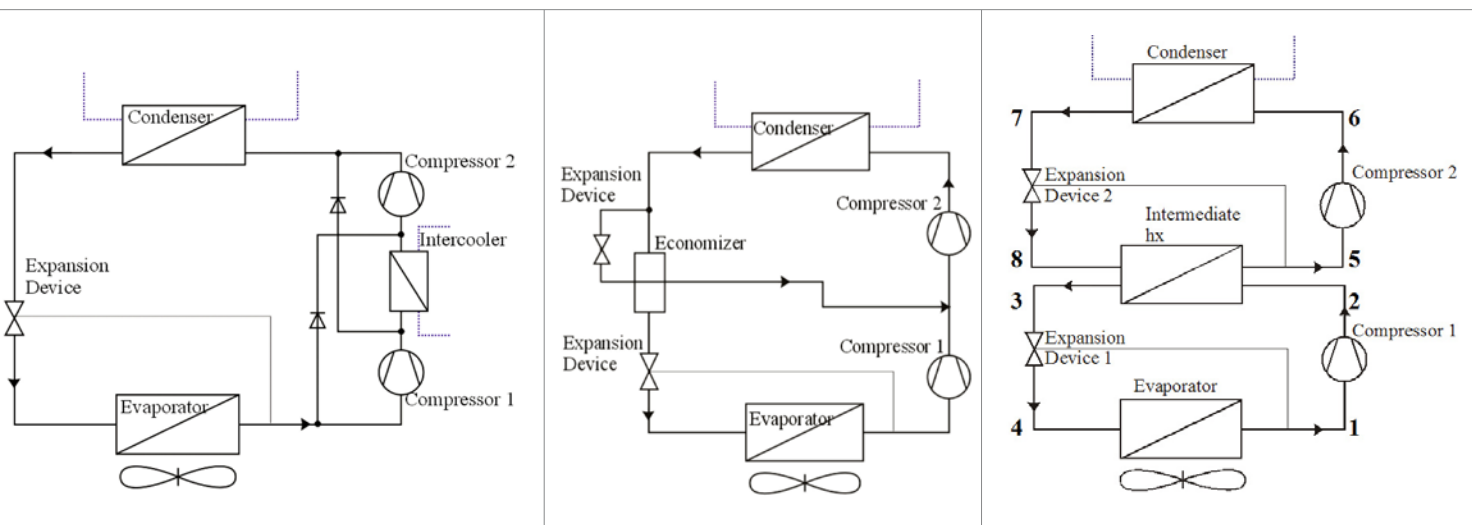 Condenser
Compressor 2
Intercooler
Expansion
Device
Evaporator
Compressor 1
Condenser
Expansion
Device
Compressor 2
Economizer
Expansion
Device
Compressor 1
Evaporator
Condenser
7
6
Expansion
Device 2
Compressor 2
Intermediate
hx
8
5
3
2
Expansion
Device 1
Compressor 1
Evaporator
4
1